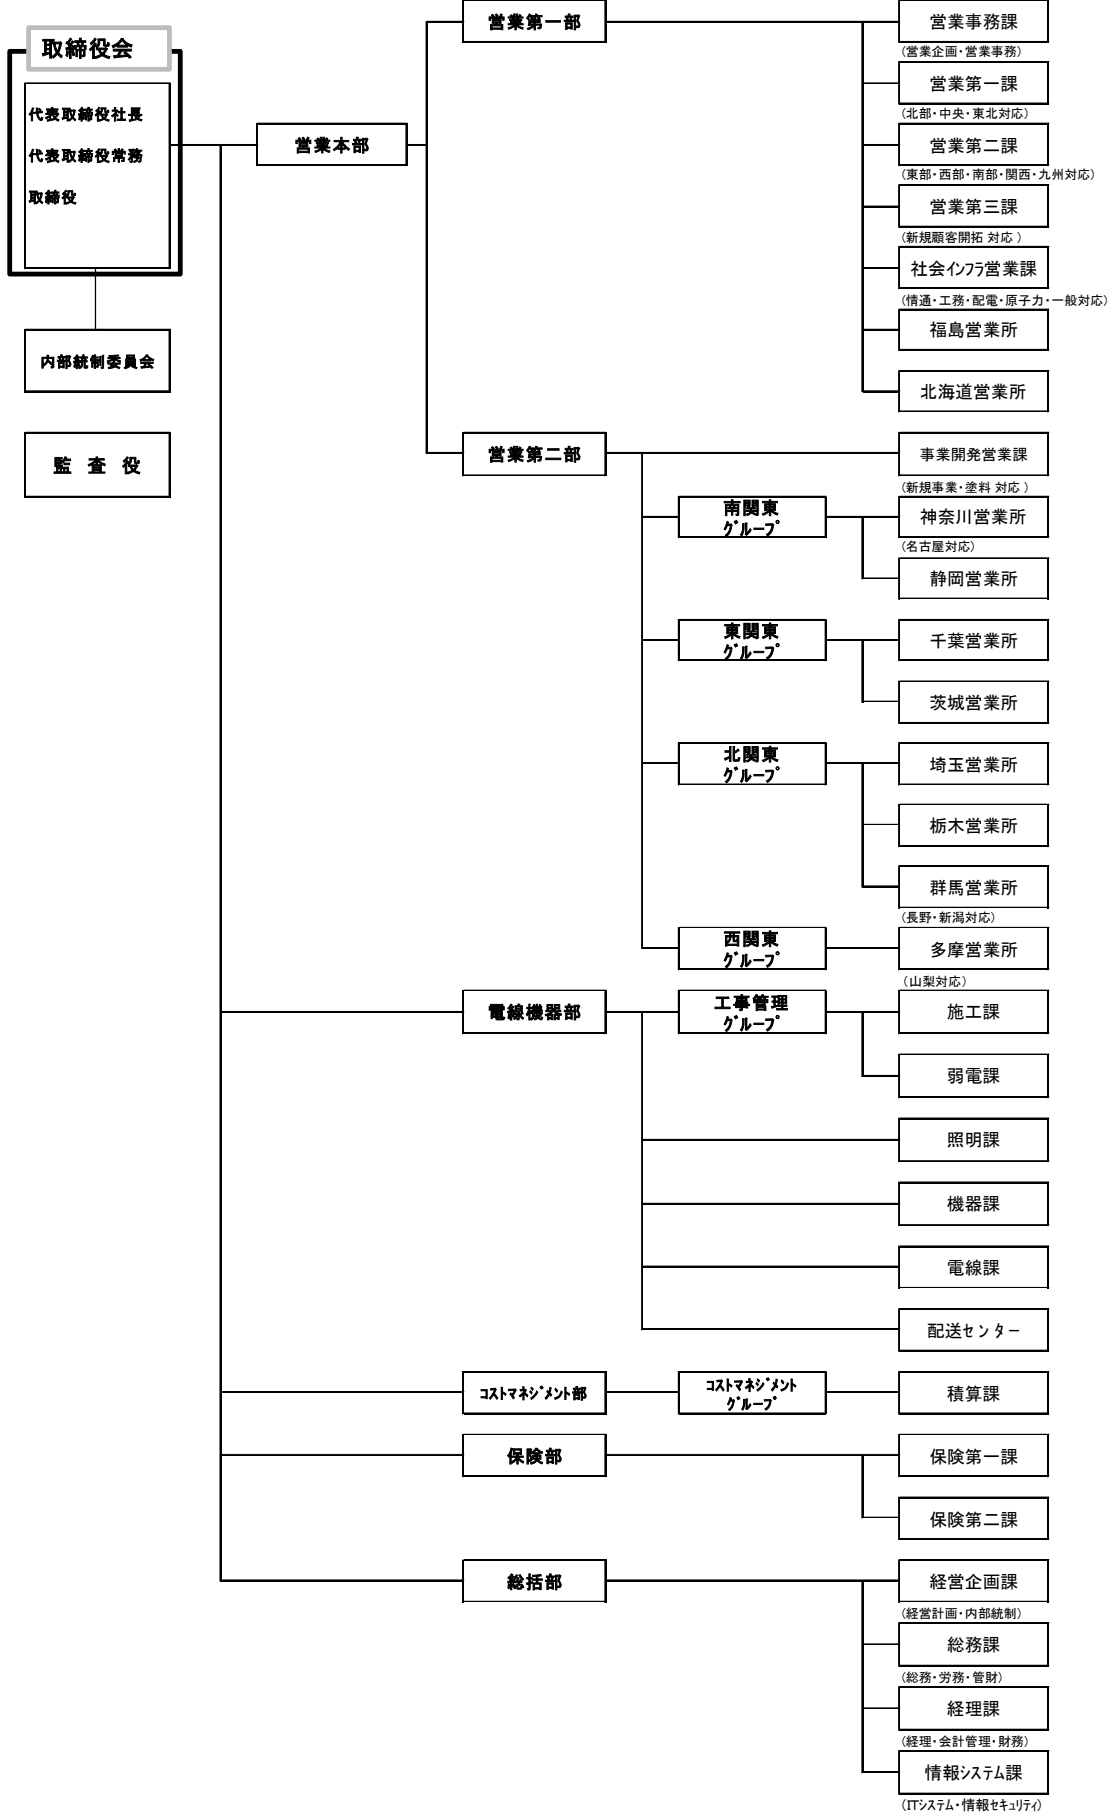 取締役会
代表取締役社長
代表取締役常務
取締役
内部統制委員会
監 査 役
営業本部
営業第一部
営業事務課
(営業企画・営業事務)
営業第一課
(北部・中央・東北対応)
営業第二課
(東部・西部・南部・関西・九州対応)
営業第三課
(新規顧客開拓 対応 )
社会ｲﾝﾌﾗ営業課
(情通・工務・配電・原子力・一般対応)
福島営業所
北海道営業所
営業第二部
事業開発営業課
(新規事業・塗料 対応 )
南関東
ｸﾞﾙｰﾌﾟ
神奈川営業所
(名古屋対応)
静岡営業所
東関東
ｸﾞﾙｰﾌﾟ
千葉営業所
茨城営業所
北関東
ｸﾞﾙｰﾌﾟ
埼玉営業所
栃木営業所
群馬営業所
(長野・新潟対応)
西関東
ｸﾞﾙｰﾌﾟ
多摩営業所
(山梨対応)
電線機器部
工事管理
ｸﾞﾙｰﾌﾟ
施工課
弱電課
照明課
機器課
電線課
配送ｾﾝﾀｰ
ｺｽﾄﾏﾈｼﾞﾒﾝﾄ部
ｺｽﾄﾏﾈｼﾞﾒﾝﾄ
ｸﾞﾙｰﾌﾟ
積算課
保険部
保険第一課
保険第二課
総括部
経営企画課
(経営計画・内部統制)
総務課
(総務・労務・管財)
経理課
(経理・会計管理・財務)
情報ｼｽﾃﾑ課
(ITｼｽﾃﾑ・情報ｾｷｭﾘﾃｨ)